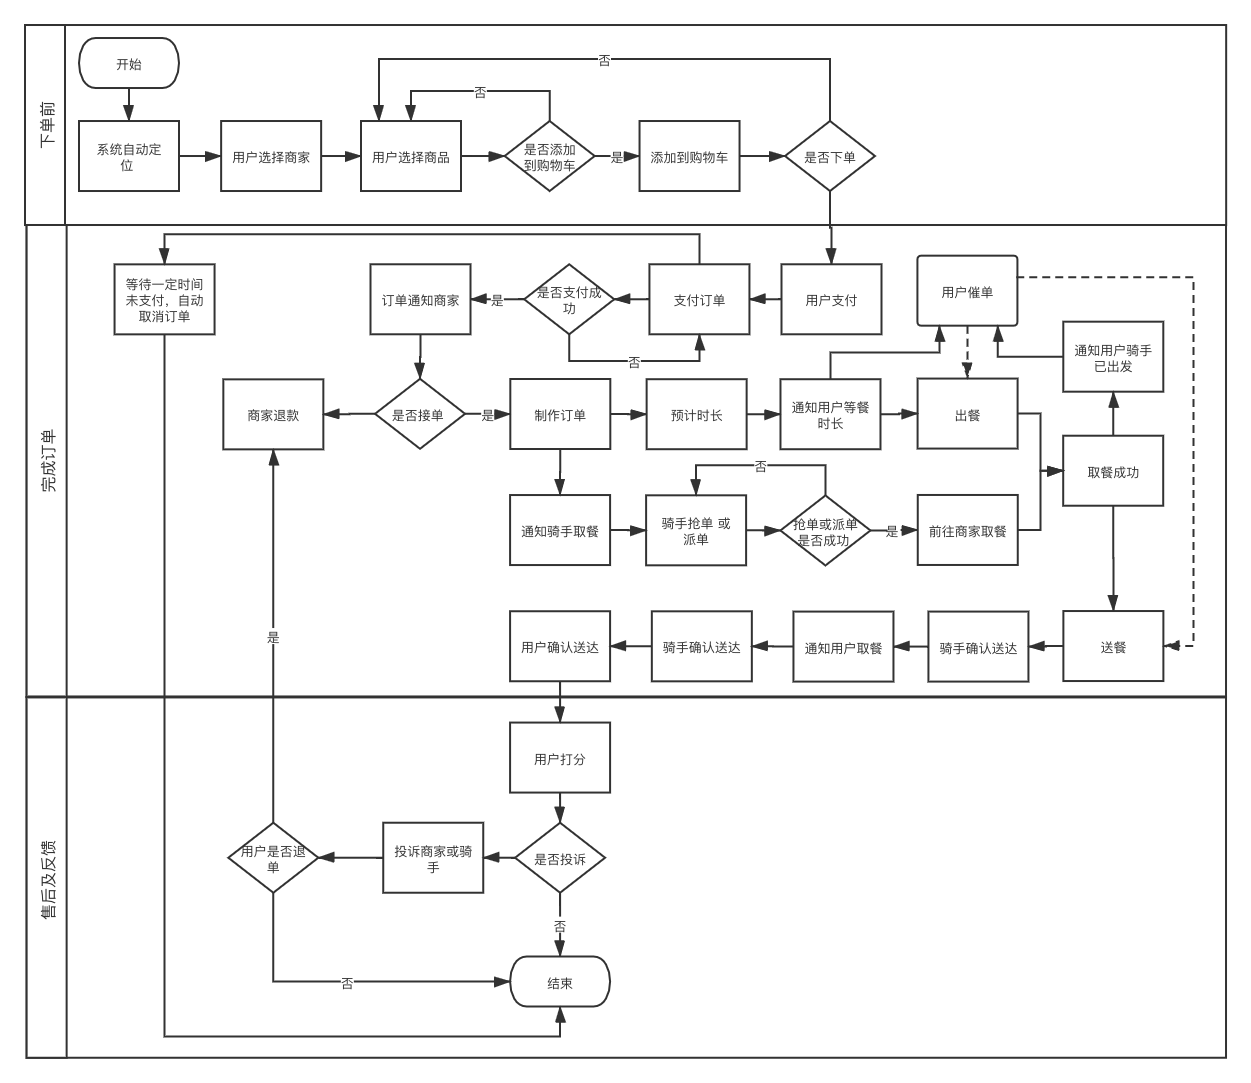 下单前
开始
否
否
系统自动定
位
用户选择商家
用户选择商品
是否添加
到购物车
是
添加到购物车
是否下单
完成订单
等待一定时间
未支付，自动
取消订单
订单通知商家
是
是否支付成
功
支付订单
用户支付
用户催单
否
通知用户骑手
已出发
商家退款
是否接单
是
制作订单
预计时长
通知用户等餐
时长
出餐
取餐成功
否
通知骑手取餐
骑手抢单 或
派单
抢单或派单
是否成功
是
前往商家取餐
是
用户确认送达
骑手确认送达
通知用户取餐
骑手确认送达
送餐
售后及反馈
用户打分
用户是否退
单
投诉商家或骑
手
是否投诉
否
否
结束